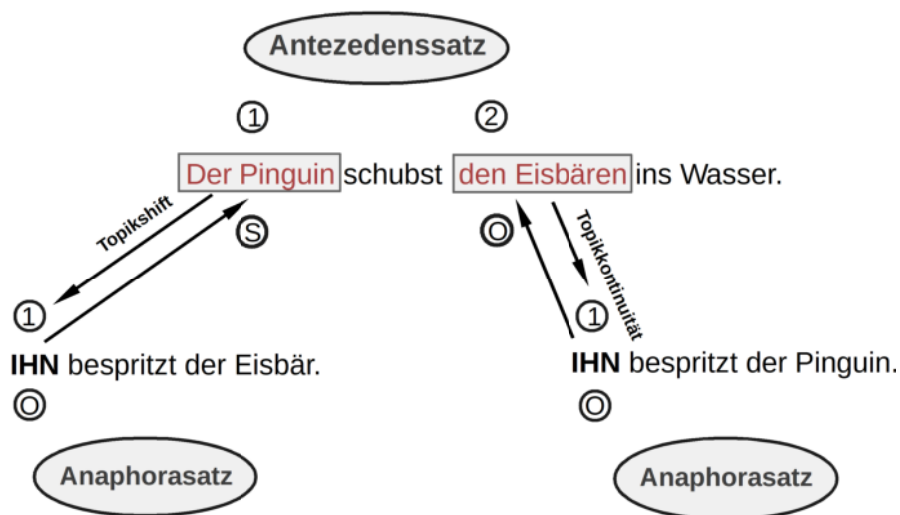 Antezedenssatz
1
2
Der Pinguin schubst den Eisbären ins Wasser.
Topikshift
S
O
Topikkontinuität
1
1
IHN bespritzt der Eisbär.
IHN bespritzt der Pinguin.
O
O
Anaphorasatz
Anaphorasatz